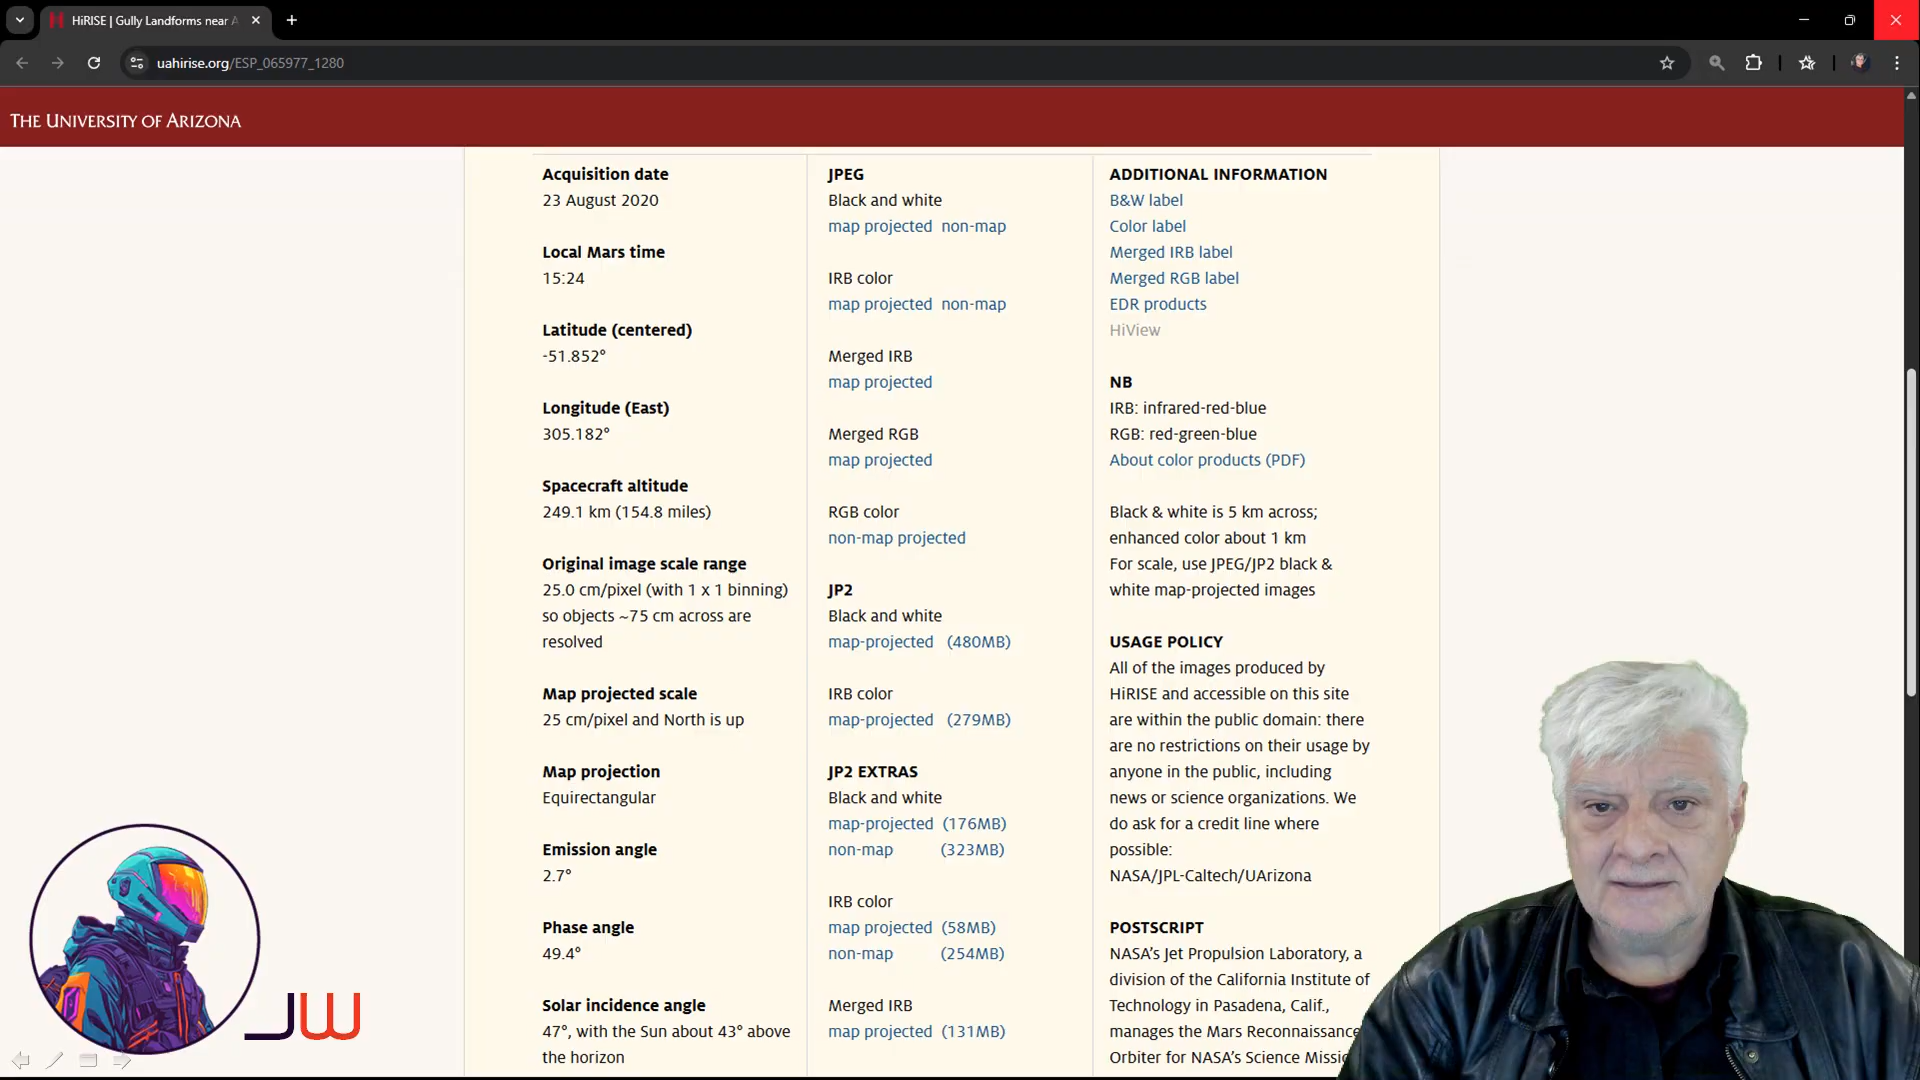 HiRISE | Gully Landforms near A
uahirise.org/ESP_065977_1280
THE UNIVERSITY OF ARIZONA
Acquisition date
23 August 2020
Local Mars time
15:24
Latitude (centered)
-51.852°
Longitude (East)
305.182°
Spacecraft altitude
249.1 km (154.8 miles)
Original image scale range
25.0 cm/pixel (with 1 x 1 binning)
so objects ~75 cm across are
resolved
Map projected scale
25 cm/pixel and North is up
Map projection
Equirectangular
Emission angle
2.7°
Phase angle
49.4°
Solar incidence angle
47°, with the Sun about 43° above
the horizon
JPEG
Black and white
map projected non-map
IRB color
map projected non-map
Merged IRB
map projected
Merged RGB
map projected
RGB color
non-map projected
JP2
Black and white
map-projected (480MB)
IRB color
map-projected (279MB)
JP2 EXTRAS
Black and white
map-projected (176MB)
non-map (323MB)
IRB color
map projected (58MB)
non-map (254MB)
Merged IRB
map projected (131MB)
ADDITIONAL INFORMATION
B&W label
Color label
Merged IRB label
Merged RGB label
EDR products
HiView
NB
IRB: infrared-red-blue
RGB: red-green-blue
About color products (PDF)
Black & white is 5 km across;
enhanced color about 1 km
For scale, use JPEG/JP2 black &
white map-projected images
USAGE POLICY
All of the images produced by
HiRISE and accessible on this site
are within the public domain: there
are no restrictions on their usage by
anyone in the public, including
news or science organizations. We
do ask for a credit line where
possible:
NASA/JPL-Caltech/UArizona
POSTSCRIPT
NASA’s Jet Propulsion Laboratory, a
division of the California Institute of
Technology in Pasadena, Calif.,
manages the Mars Reconnaissance
Orbiter for NASA’s Science Missi
JW